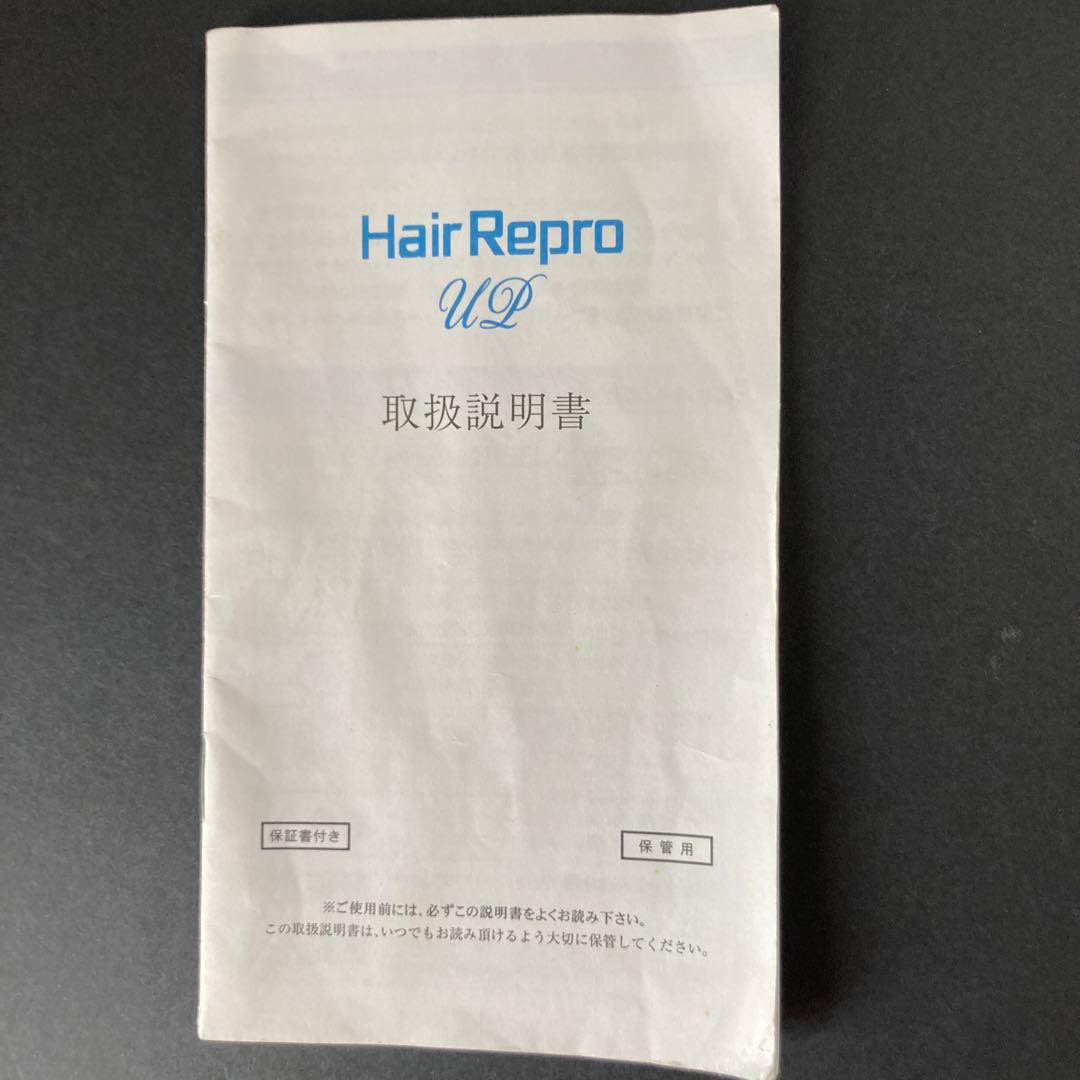 Hair Repro
UP
取扱説明書
保証書付き
保管用
※ご使用前には、必ずこの説明書をよくお読み下さい。
この取扱説明書は、いつでもお読み頂けるよう大切に保管してください。